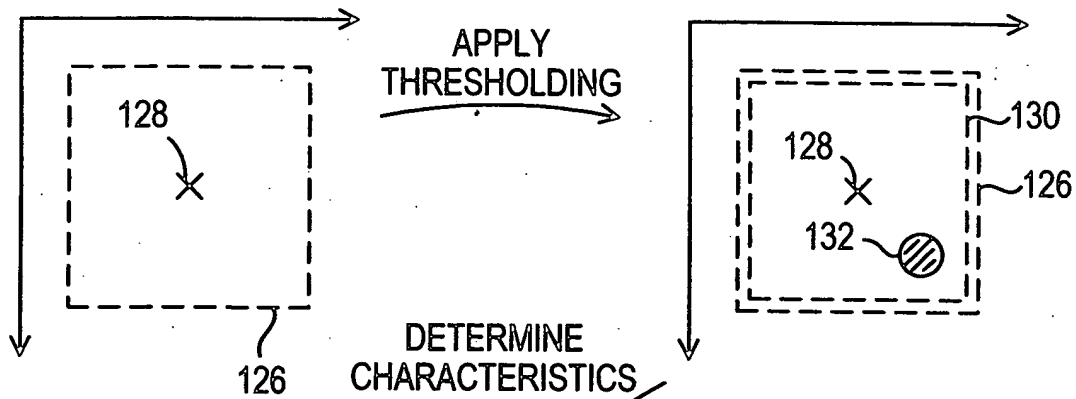 APPLY
THRESHOLDING
128
126
128
132
130
126
DETERMINE
CHARACTERISTICS